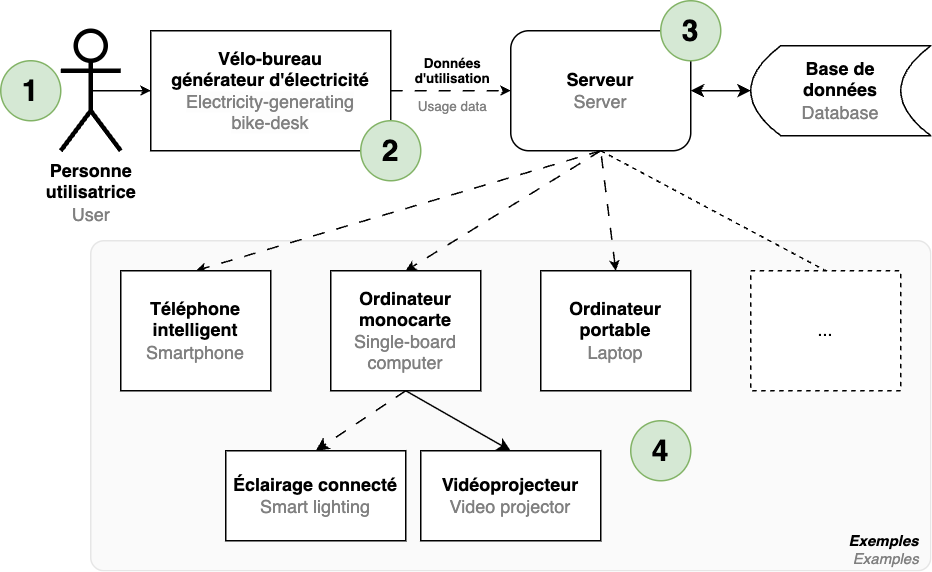 1
Personne
utilisatrice
User
Vélo-bureau
générateur d'électricité
Electricity-generating
bike-desk
2
Données
d'utilisation
Usage data
3
Serveur
Server
Base de
données
Database
Téléphone
intelligent
Smartphone
Ordinateur
monocarte
Single-board
computer
Ordinateur
portable
Laptop
...
Éclairage connecté
Smart lighting
Vidéoprojecteur
Video projector
4
Exemples
Examples